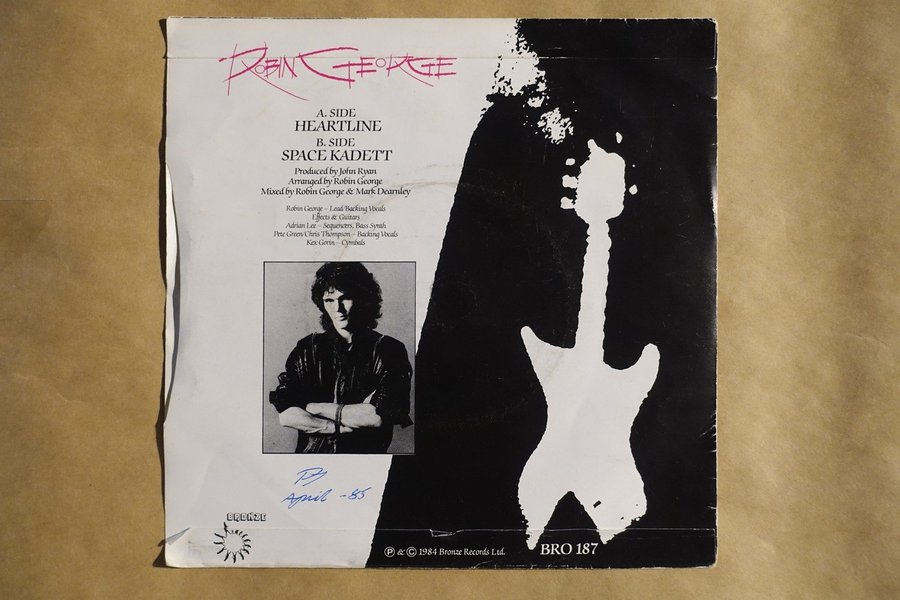 ROBIN GEORGE
A. SIDE
HEARTLINE
B. SIDE
SPACE KADETT
Produced by John Ryan
Arranged by Robin George
Mixed by Robin George & Mark Dearnley
Robin George – Lead/Backing Vocals
Effects & Guitars
Adrian Lee – Sequencers, Bass Synth
Pete Green/Chris Thompson – Backing Vocals
Kex Gorin – Cymbals
April -85
BRONZE
Ⓟ & © 1984 Bronze Records Ltd.
BRO 187